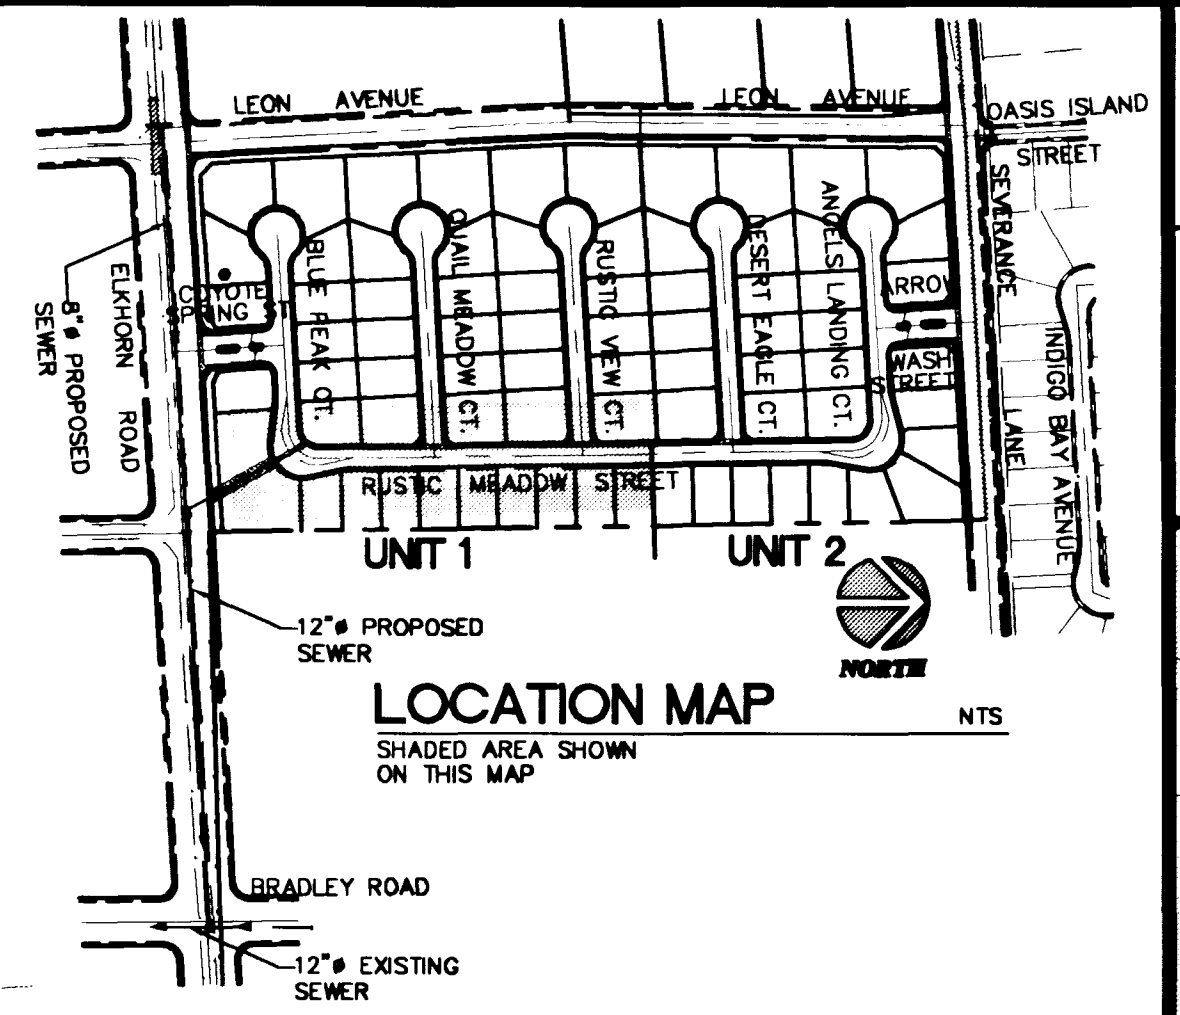 LEON AVENUE
LEON AVENUE
OASIS ISLAND
STREET
SEVERANCE
LANE
INDIGO BAY AVENUE
8"ø PROPOSED
SEWER
ELKHORN ROAD
COYOTE
SPRING ST
BLUE PEAK CT.
QUAIL MEADOW CT.
RUSTIC VIEW CT.
DESERT EAGLE CT.
ANGELS LANDING CT.
ARROW
WASH
STREET
RUSTIC MEADOW STREET
UNIT 1
UNIT 2
12"ø PROPOSED
SEWER
NORTH
LOCATION MAP
NTS
SHADED AREA SHOWN
ON THIS MAP
BRADLEY ROAD
12"ø EXISTING
SEWER